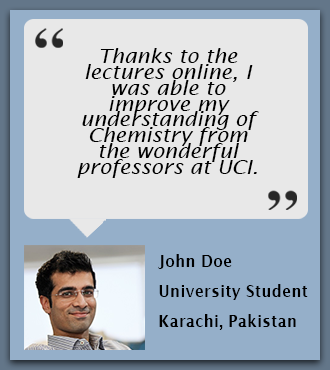 “
Thanks to the
lectures online, I
was able to
improve my
understanding of
Chemistry from
the wonderful
professors at UCI.
”
John Doe
University Student
Karachi, Pakistan